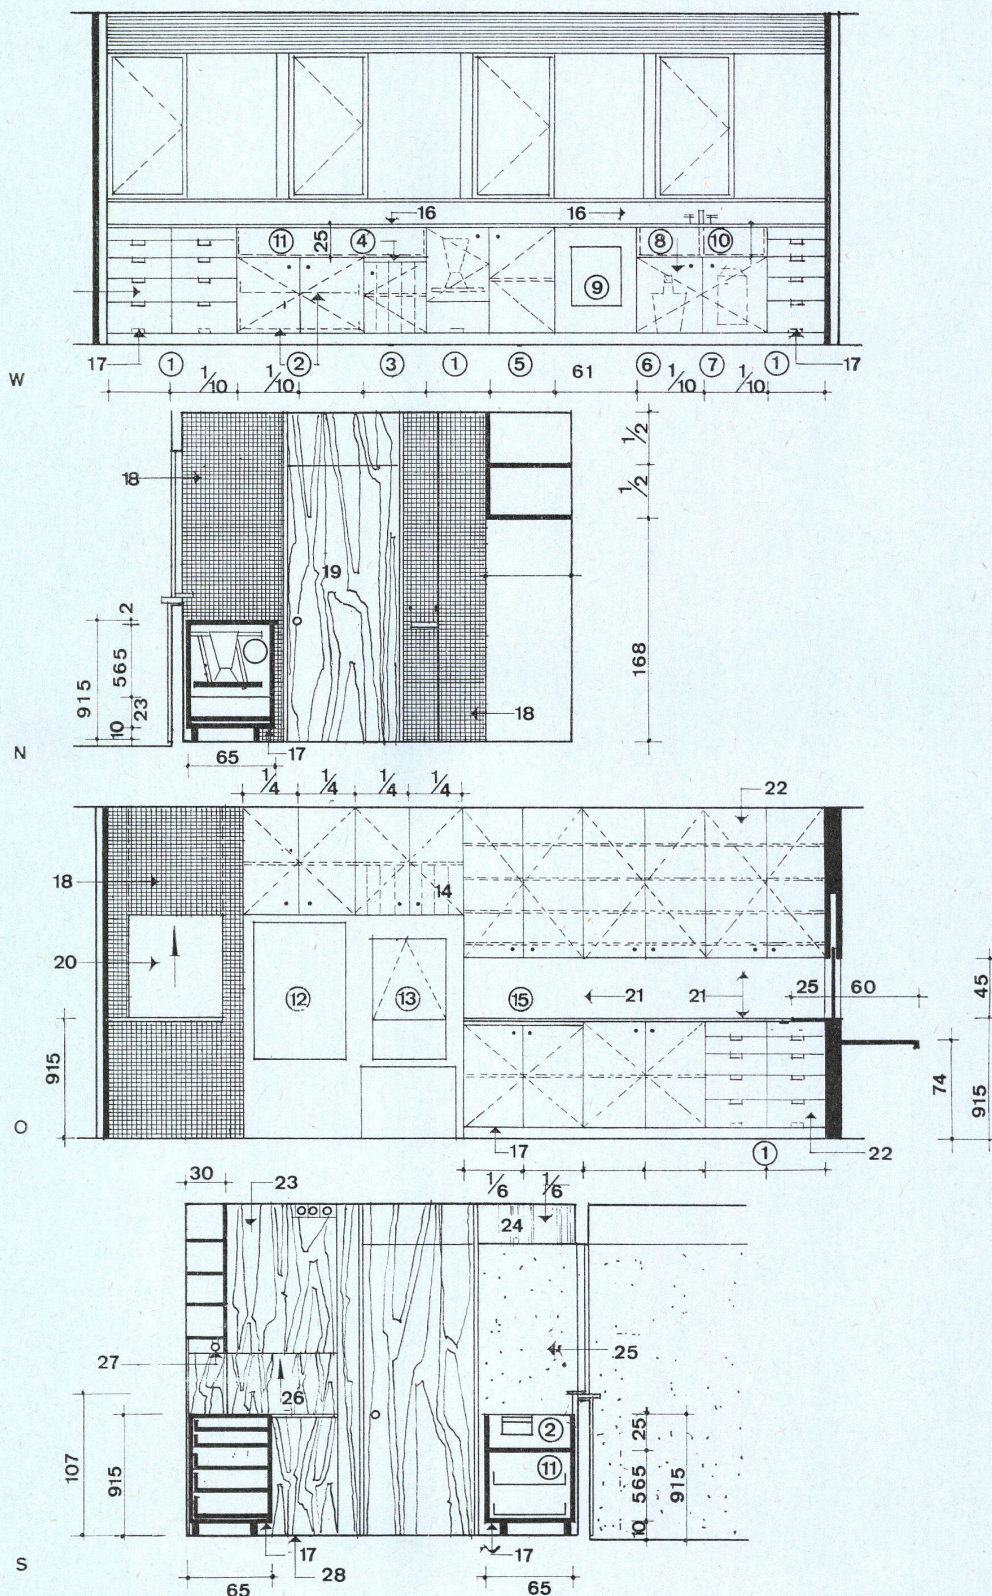 16 16
11 25 4 8 10
9
17 1 1/10 2 1/10 3 1 5 61 6 1/10 7 1/10 1 17
W
1/2
18 1/2
19
2
915 565 168
10 23 18
N 17
65
1/4 1/4 1/4 1/4 22
18 14
20 12 13 15 21 21 25 60 45
915 74 915
O
17 1 22
30 23 1/6 1/6
24
27 25
26
2 25
107 915 11 565 915
10
S 17 28 17
65 65